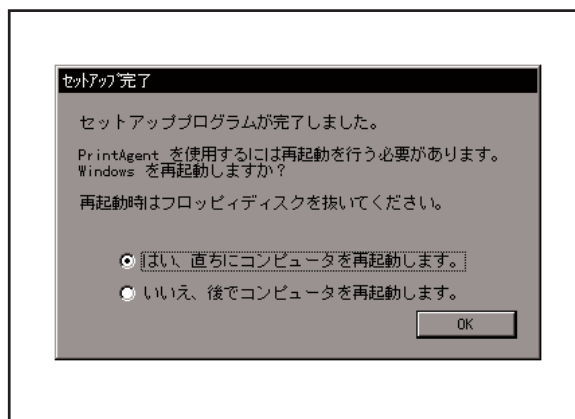 セットアップ完了
セットアッププログラムが完了しました。
PrintAgent を使用するには再起動を行う必要があります。
Windows を再起動しますか？
再起動時はフロッピィディスクを抜いてください。
はい、直ちにコンピュータを再起動します。
いいえ、後でコンピュータを再起動します。
OK